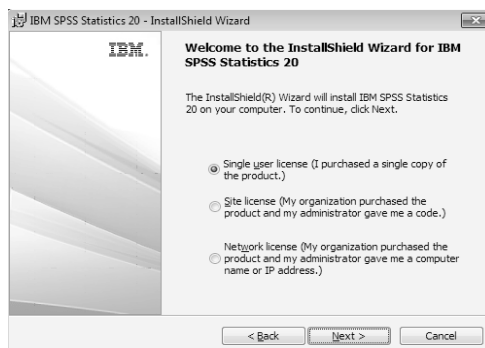 IBM SPSS Statistics 20 - InstallShield Wizard
IBM.
Welcome to the InstallShield Wizard for IBM
SPSS Statistics 20
The InstallShield(R) Wizard will install IBM SPSS Statistics
20 on your computer. To continue, click Next.
Single user license (I purchased a single copy of
the product.)
Site license (My organization purchased the
product and my administrator gave me a code.)
Network license (My organization purchased the
product and my administrator gave me a computer
name or IP address.)
< Back Next > Cancel